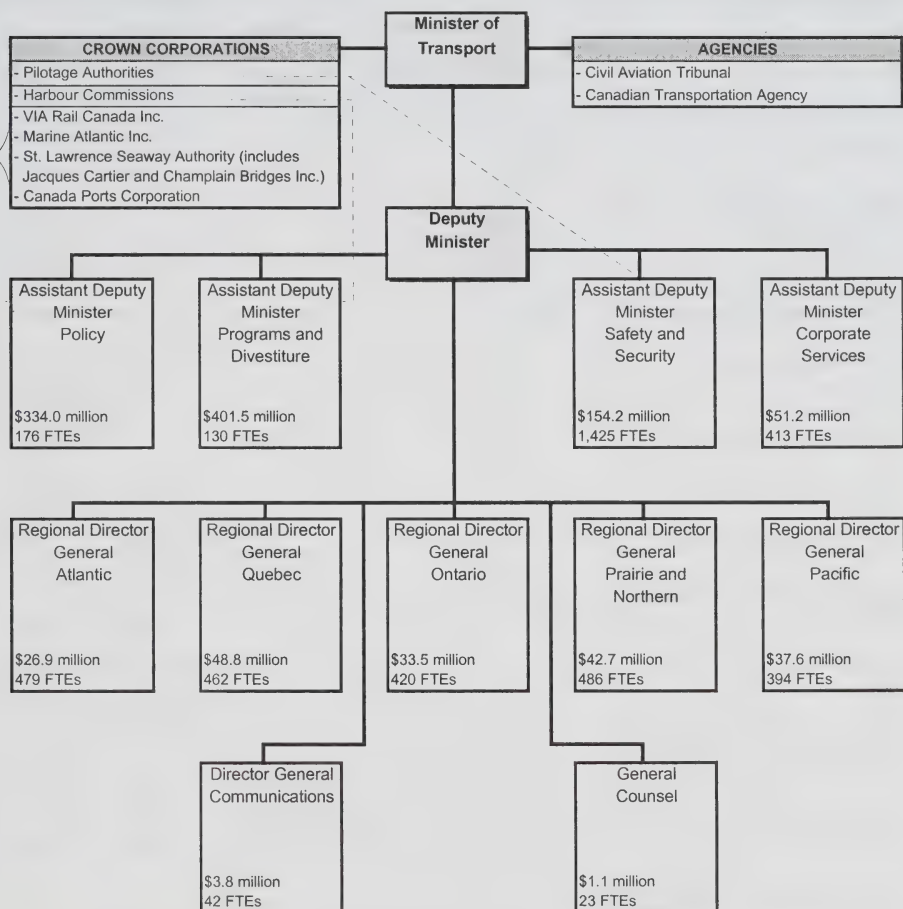 Minister of
Transport
CROWN CORPORATIONS
- Pilotage Authorities
- Harbour Commissions
- VIA Rail Canada Inc.
- Marine Atlantic Inc.
- St. Lawrence Seaway Authority (includes
Jacques Cartier and Champlain Bridges Inc.)
- Canada Ports Corporation
AGENCIES
- Civil Aviation Tribunal
- Canadian Transportation Agency
Deputy
Minister
Assistant Deputy
Minister
Policy
$334.0 million
176 FTEs
Assistant Deputy
Minister
Programs and
Divestiture
$401.5 million
130 FTEs
Assistant Deputy
Minister
Safety and
Security
$154.2 million
1,425 FTEs
Assistant Deputy
Minister
Corporate
Services
$51.2 million
413 FTEs
Regional Director
General
Atlantic
$26.9 million
479 FTEs
Regional Director
General
Quebec
$48.8 million
462 FTEs
Regional Director
General
Ontario
$33.5 million
420 FTEs
Regional Director
General
Prairie and
Northern
$42.7 million
486 FTEs
Regional Director
General
Pacific
$37.6 million
394 FTEs
Director General
Communications
$3.8 million
42 FTEs
General
Counsel
$1.1 million
23 FTEs